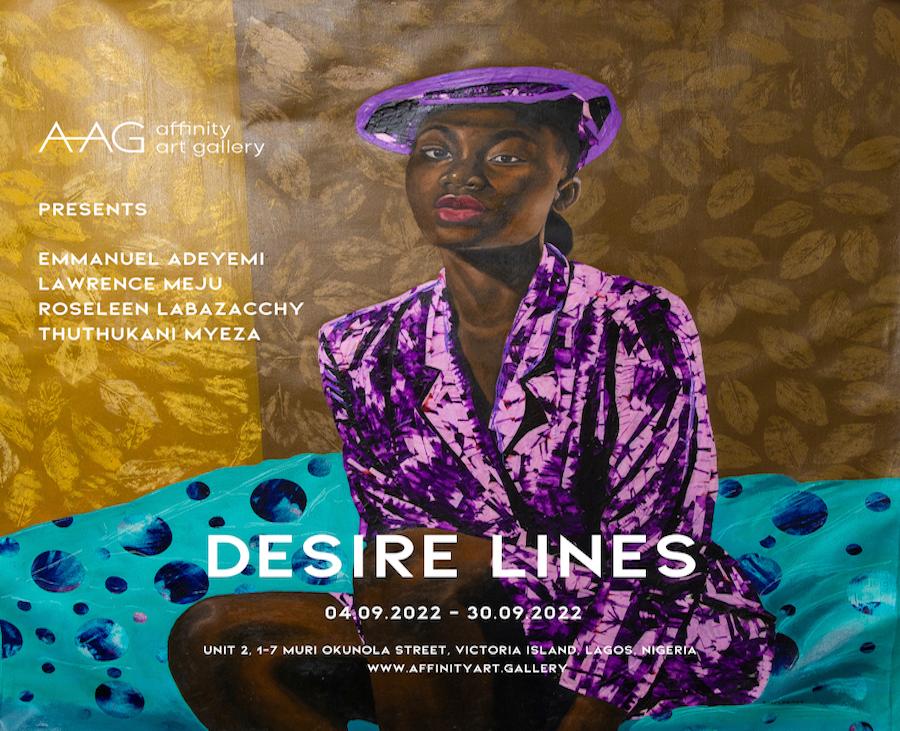 AAG affinity
art gallery
PRESENTS
EMMANUEL ADEYEMI
LAWRENCE MEJU
ROSELEEN LABAZACCHY
THUTHUKANI MYEZA
DESIRE LINES
04.09.2022 - 30.09.2022
UNIT 2, 1-7 MURI OKUNOLA STREET, VICTORIA ISLAND, LAGOS, NIGERIA
WWW.AFFINITYART.GALLERY